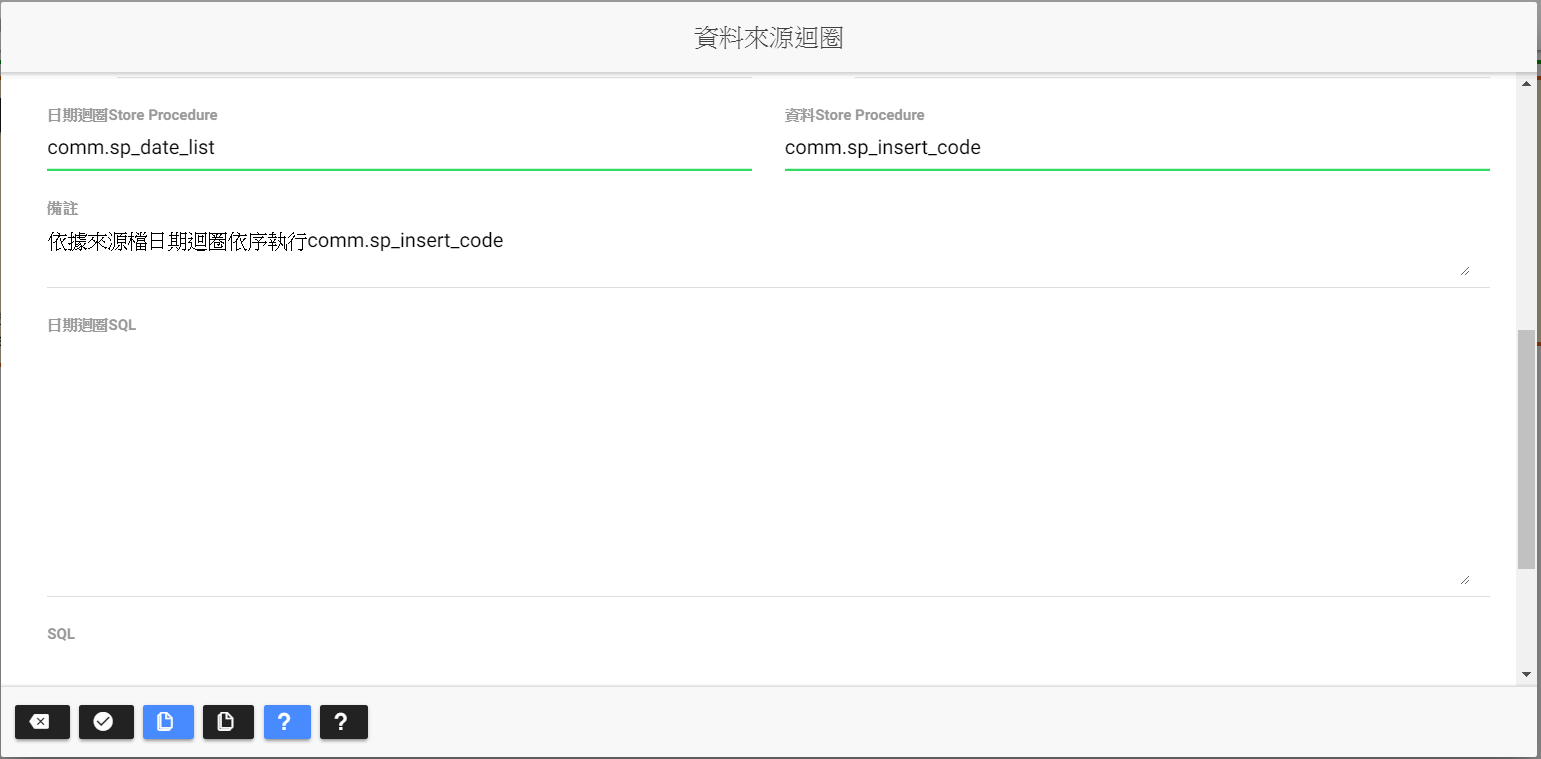 資料來源迴圈
日期迴圈Store Procedure
資料Store Procedure
comm.sp_date_list
comm.sp_insert_code
備註
依據來源檔日期迴圈依序執行comm.sp_insert_code
日期迴圈SQL
SQL